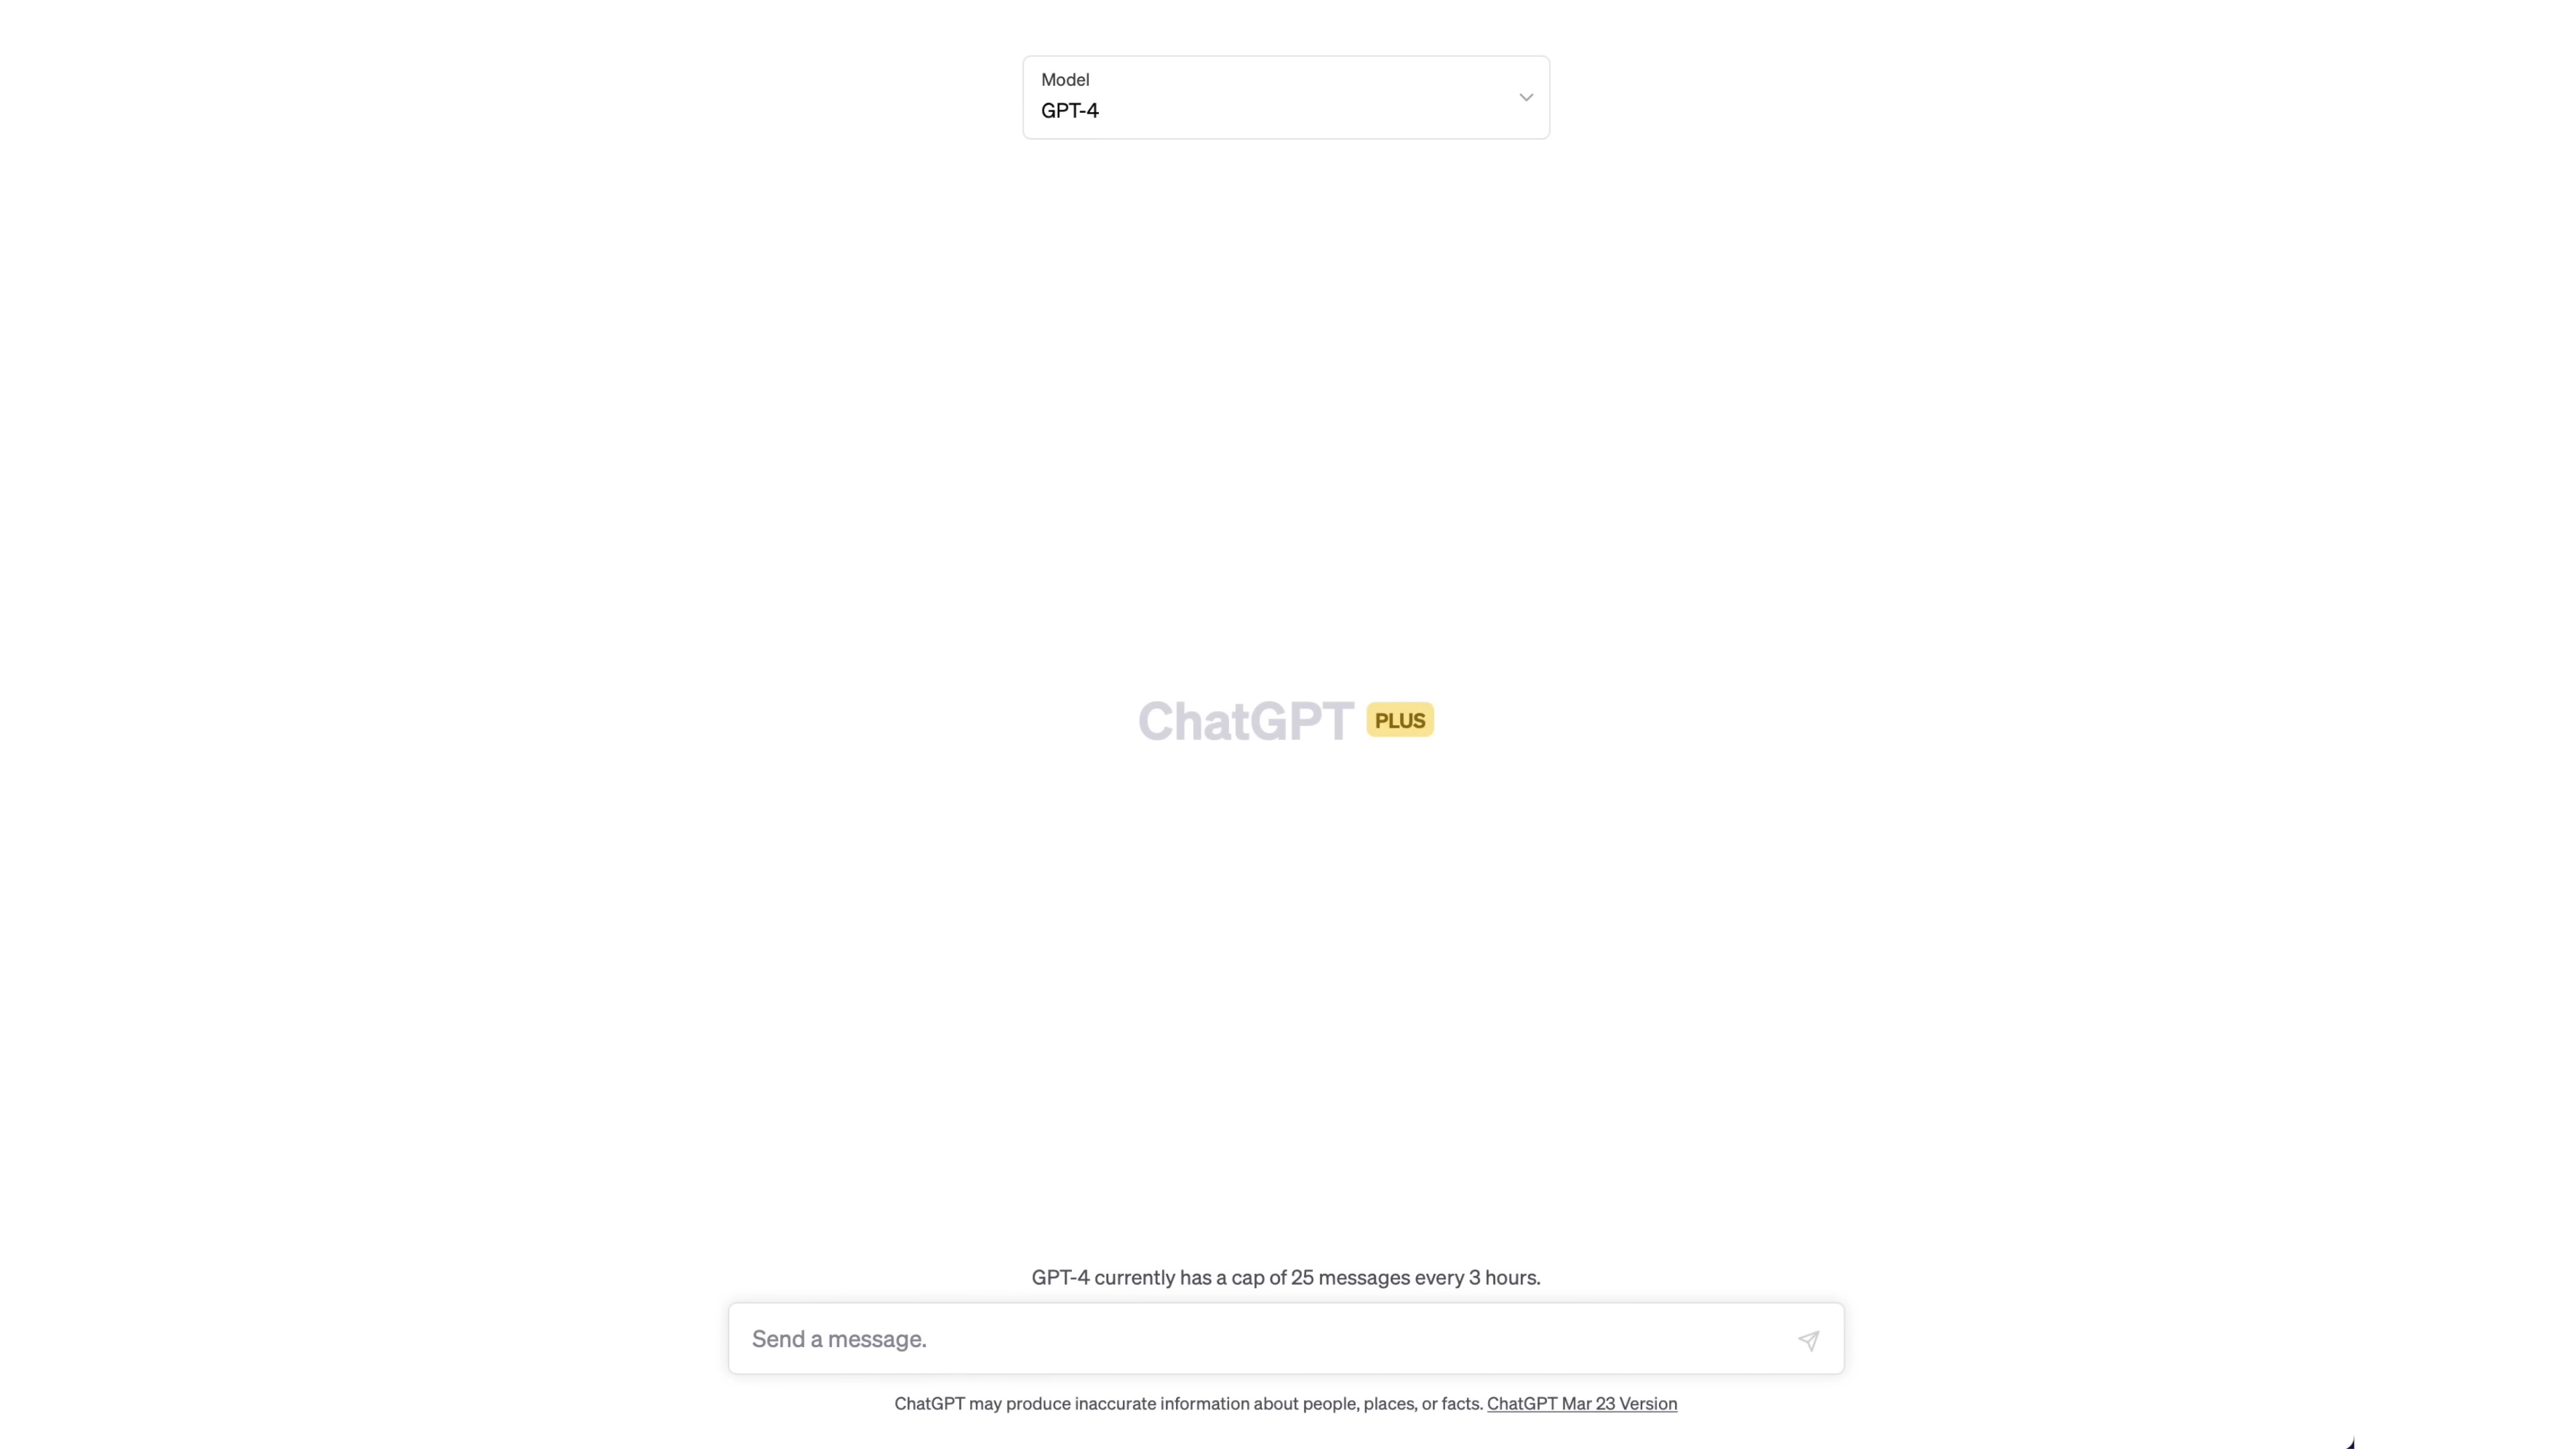 Model
GPT-4
ChatGPT PLUS
GPT-4 currently has a cap of 25 messages every 3 hours.
Send a message.
ChatGPT may produce inaccurate information about people, places, or facts. ChatGPT Mar 23 Version